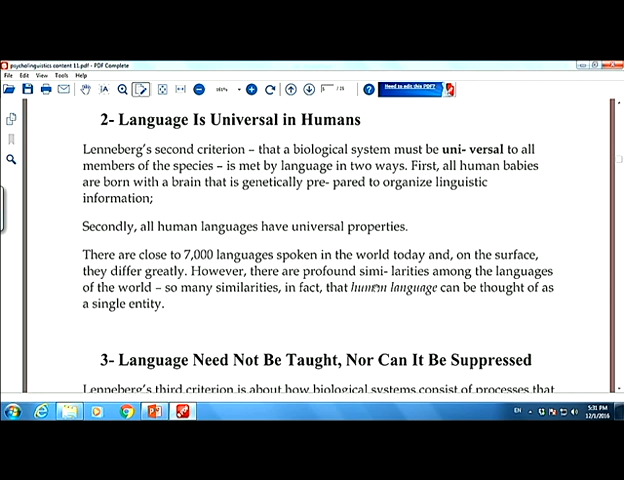 psycholinguistics content 11.pdf - PDF Complete
File Edit View Tools Help
Need to edit this PDF?
2- Language Is Universal in Humans
Lenneberg's second criterion – that a biological system must be uni- versal to all
members of the species – is met by language in two ways. First, all human babies
are born with a brain that is genetically pre- pared to organize linguistic
information;
Secondly, all human languages have universal properties.
There are close to 7,000 languages spoken in the world today and, on the surface,
they differ greatly. However, there are profound simi- larities among the languages
of the world – so many similarities, in fact, that human language can be thought of as
a single entity.
3- Language Need Not Be Taught, Nor Can It Be Suppressed
Lenneberg's third criterion is about how biological systems consist of processes that
EN
5:31 PM
12/1/2016